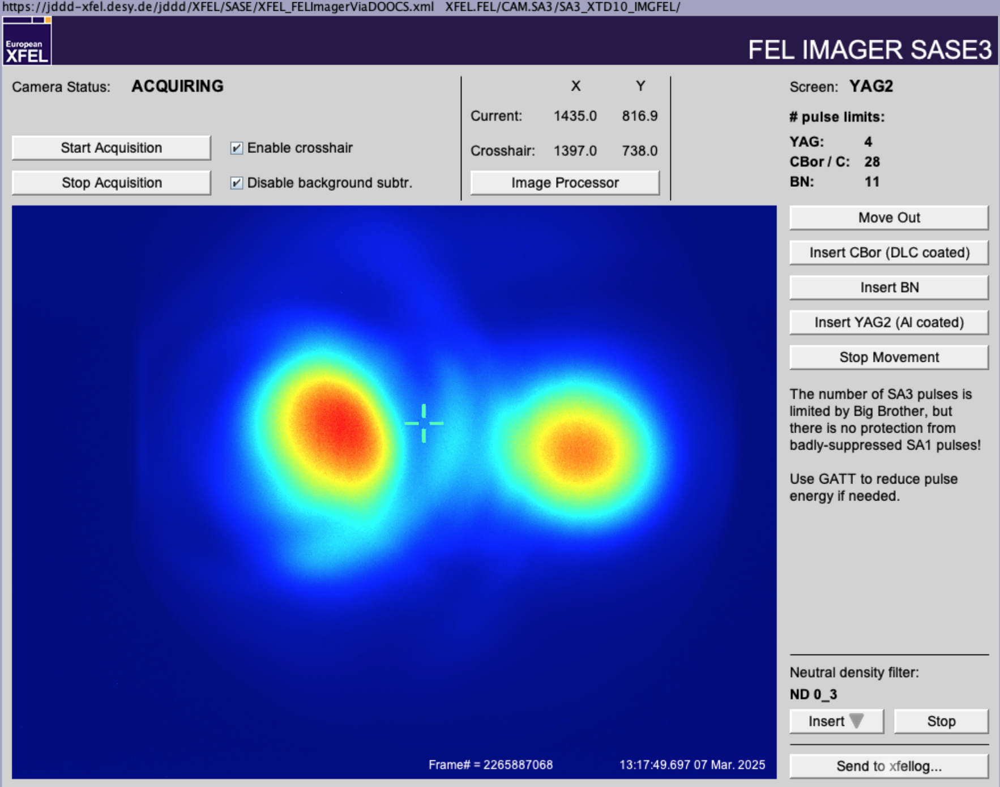 https://jddd-xfel.desy.de/jddd/XFEL/SASE/XFEL_FELImagerViaDOOCS.xml XFEL.FEL/CAM.SA3/SA3_XTD10_IMGFEL/
European
XFEL
FEL IMAGER SASE3
Camera Status: ACQUIRING
Start Acquisition
Enable crosshair
Stop Acquisition
Disable background subtr.
X Y
Current: 1435.0 816.9
Crosshair: 1397.0 738.0
Image Processor
Screen: YAG2
# pulse limits:
YAG: 4
CBor / C: 28
BN: 11
Move Out
Insert CBor (DLC coated)
Insert BN
Insert YAG2 (Al coated)
Stop Movement
The number of SA3 pulses is
limited by Big Brother, but
there is no protection from
badly-suppressed SA1 pulses!
Use GATT to reduce pulse
energy if needed.
Neutral density filter:
ND 0_3
Insert
Stop
Send to xfellog...
Frame# = 2265887068
13:17:49.697 07 Mar. 2025